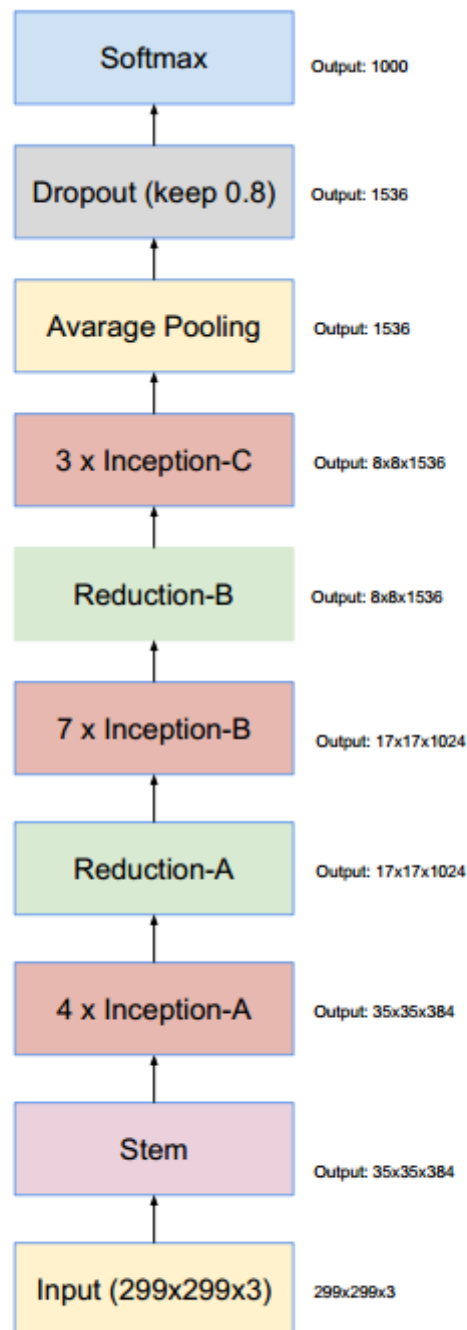 Softmax
Output: 1000
Dropout (keep 0.8)
Output: 1536
Avarage Pooling
Output: 1536
3 x Inception-C
Output: 8x8x1536
Reduction-B
Output: 8x8x1536
7 x Inception-B
Output: 17x17x1024
Reduction-A
Output: 17x17x1024
4 x Inception-A
Output: 35x35x384
Stem
Output: 35x35x384
Input (299x299x3)
299x299x3